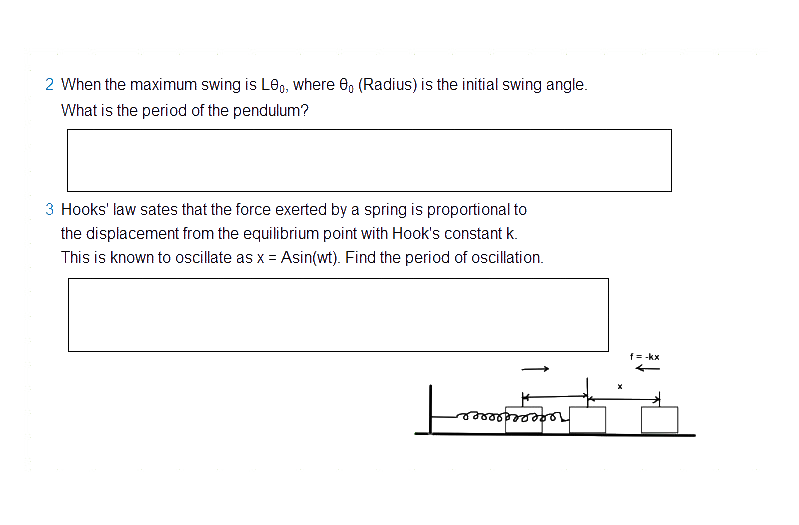 2 When the maximum swing is Lθ₀, where θ₀ (Radius) is the initial swing angle.
What is the period of the pendulum?
3 Hooks' law sates that the force exerted by a spring is proportional to
the displacement from the equilibrium point with Hook's constant k.
This is known to oscillate as x = Asin(wt). Find the period of oscillation.
f = -kx
x